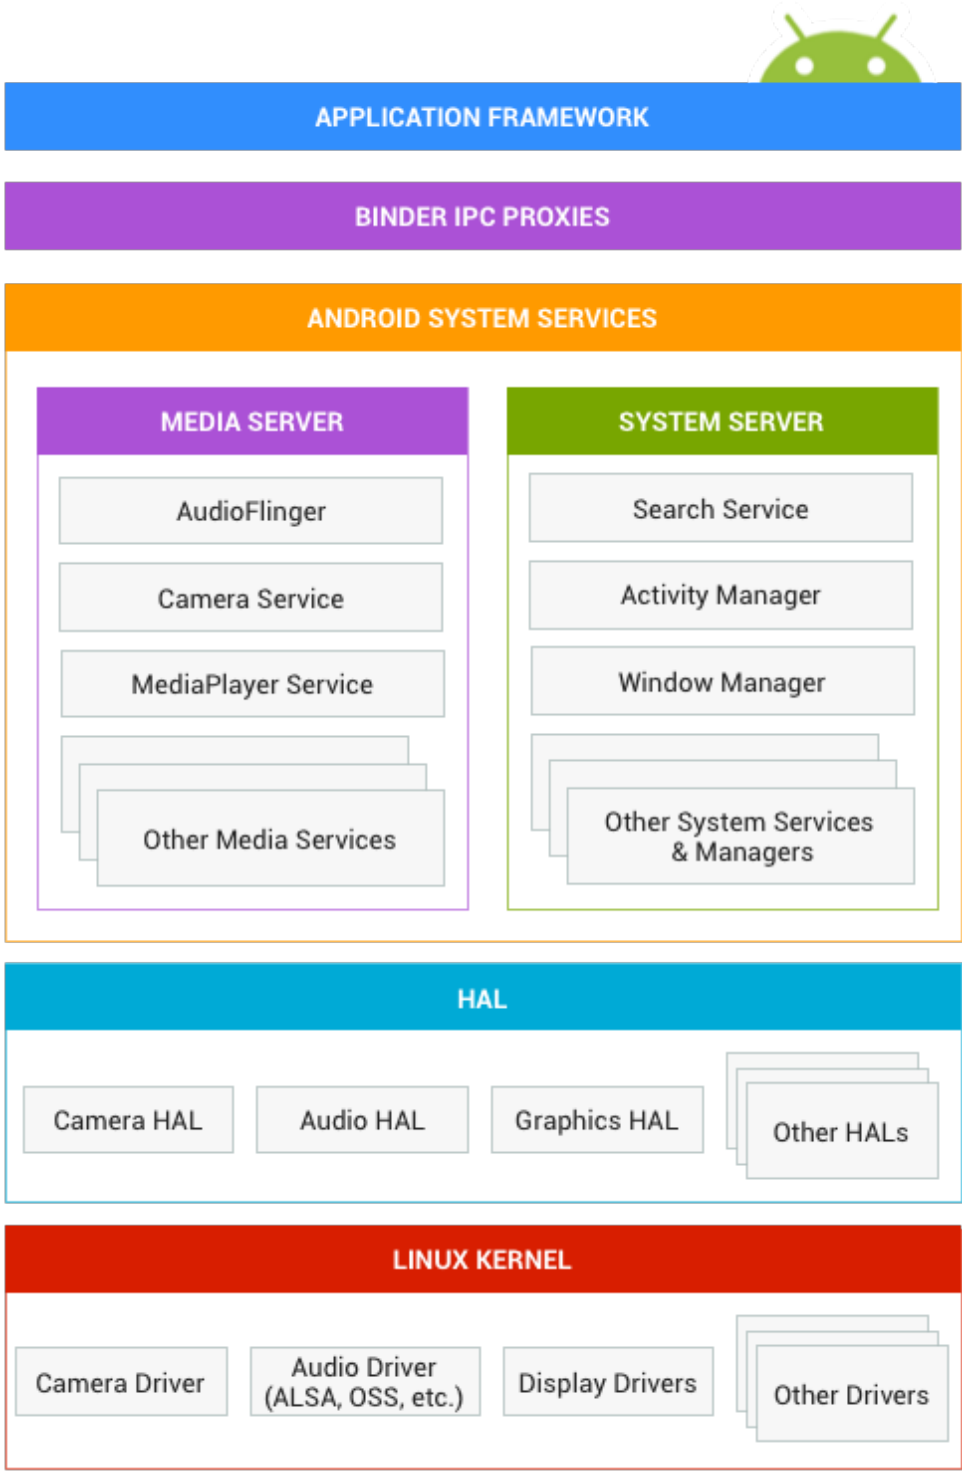 APPLICATION FRAMEWORK
BINDER IPC PROXIES
ANDROID SYSTEM SERVICES
MEDIA SERVER
AudioFlinger
Camera Service
MediaPlayer Service
Other Media Services
SYSTEM SERVER
Search Service
Activity Manager
Window Manager
Other System Services
& Managers
HAL
Camera HAL
Audio HAL
Graphics HAL
Other HALs
LINUX KERNEL
Camera Driver
Audio Driver
(ALSA, OSS, etc.)
Display Drivers
Other Drivers